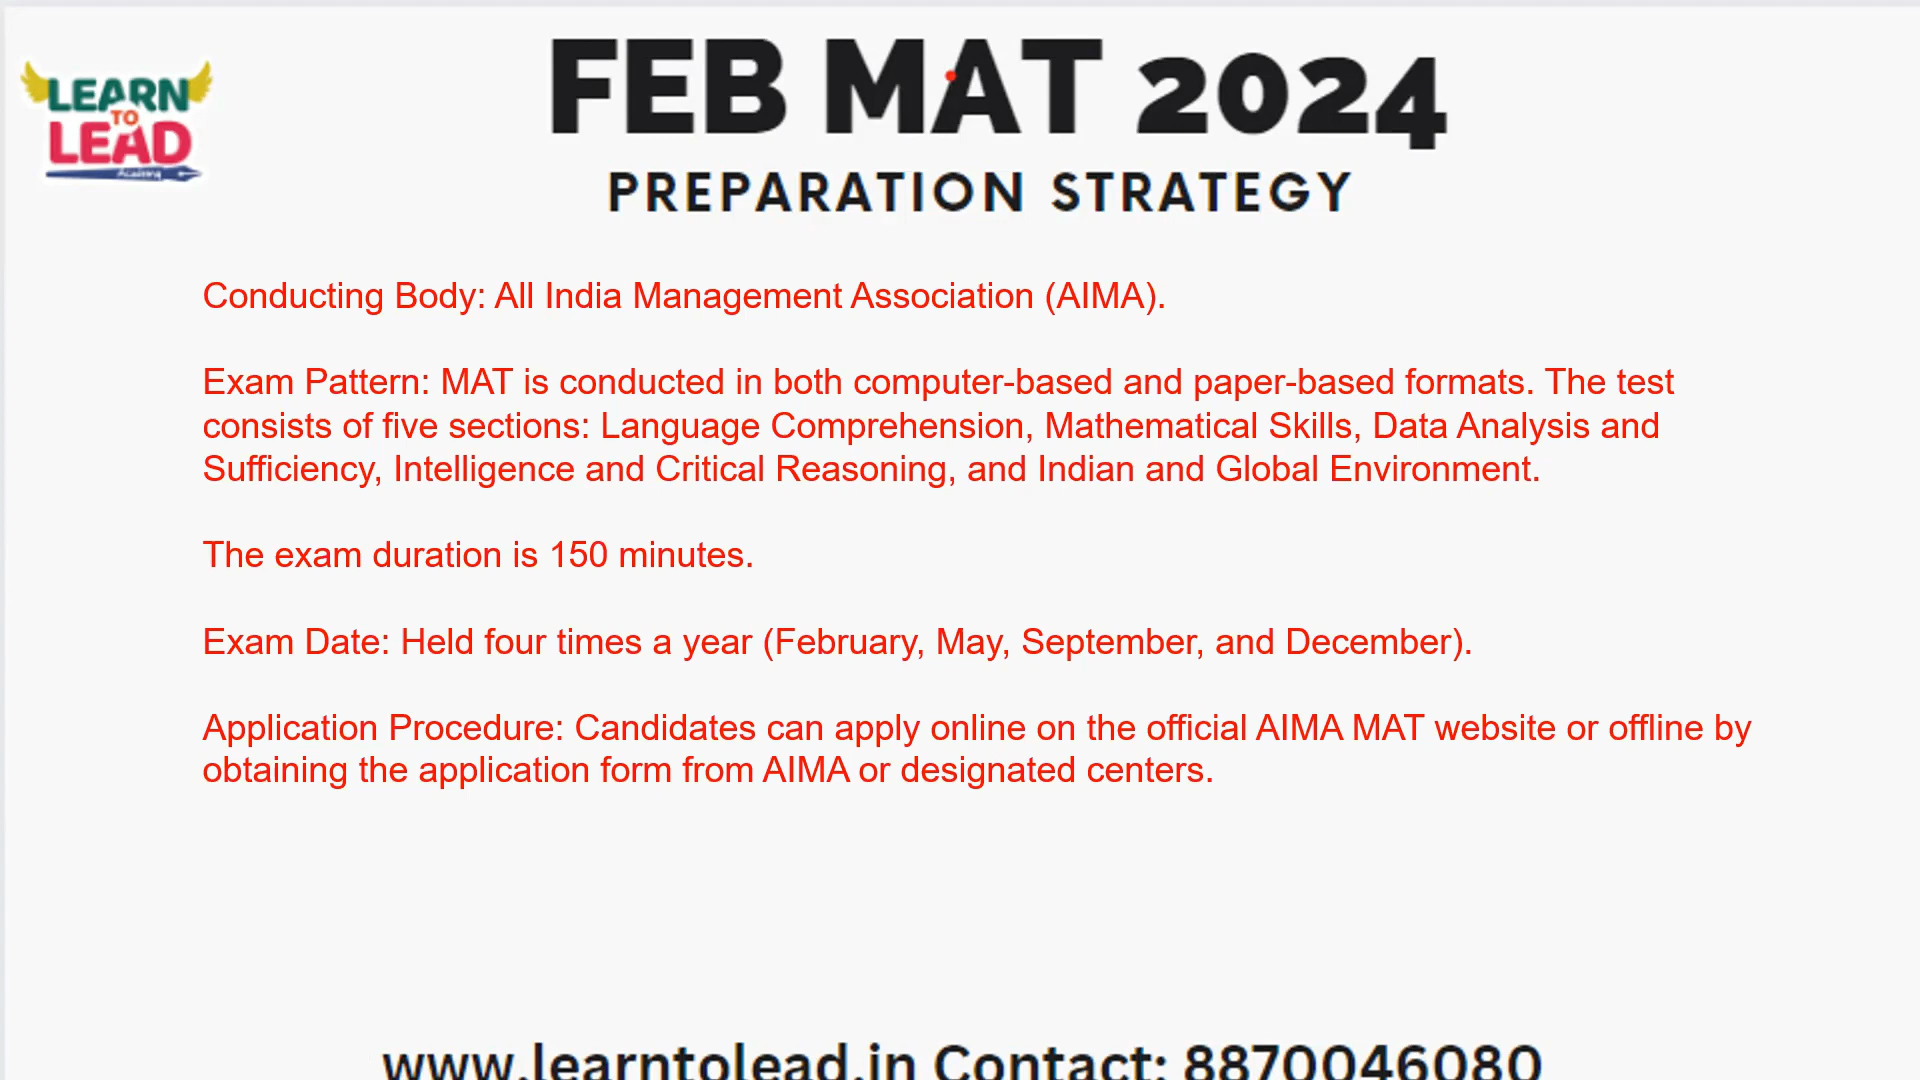 LEARN
TO
LEAD
Academy
FEB MAT 2024
PREPARATION STRATEGY
Conducting Body: All India Management Association (AIMA).
Exam Pattern: MAT is conducted in both computer-based and paper-based formats. The test
consists of five sections: Language Comprehension, Mathematical Skills, Data Analysis and
Sufficiency, Intelligence and Critical Reasoning, and Indian and Global Environment.
The exam duration is 150 minutes.
Exam Date: Held four times a year (February, May, September, and December).
Application Procedure: Candidates can apply online on the official AIMA MAT website or offline by
obtaining the application form from AIMA or designated centers.
www.learntolead.in Contact: 8870046080